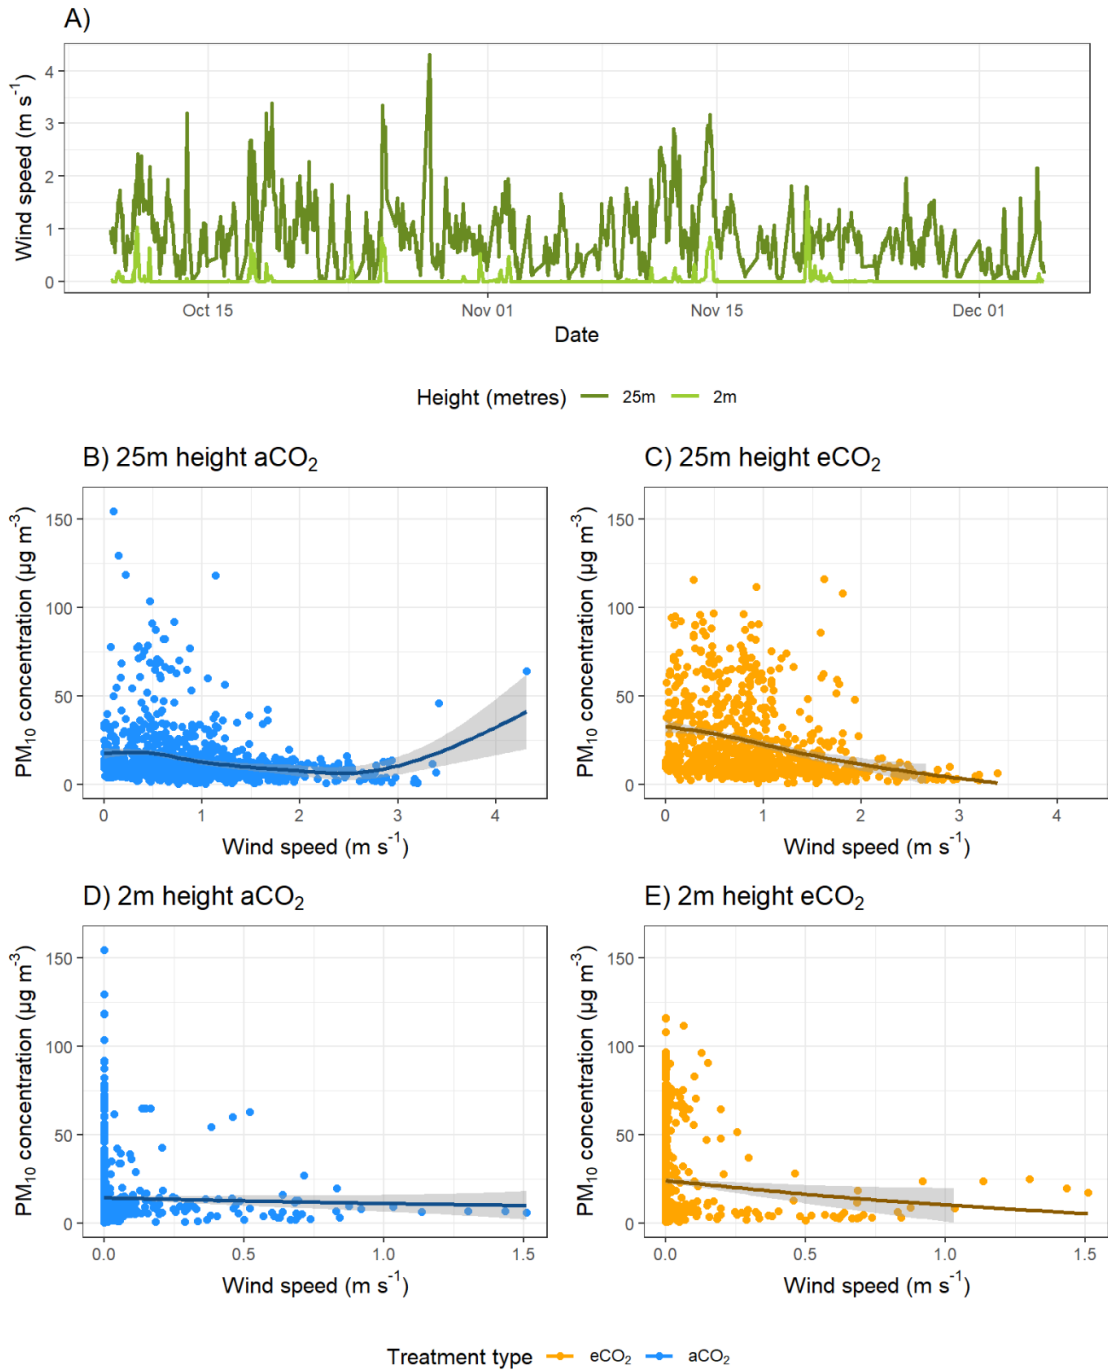 A)
Wind speed (m s⁻¹)
4
3
2
1
0
Oct 15 Nov 01 Nov 15 Dec 01
Date
Height (metres) 25m 2m
B) 25m height aCO₂
PM₁₀ concentration (µg m⁻³)
150
100
50
0
0 1 2 3 4
Wind speed (m s⁻¹)
C) 25m height eCO₂
PM₁₀ concentration (µg m⁻³)
150
100
50
0
0 1 2 3 4
Wind speed (m s⁻¹)
D) 2m height aCO₂
PM₁₀ concentration (µg m⁻³)
150
100
50
0
0.0 0.5 1.0 1.5
Wind speed (m s⁻¹)
E) 2m height eCO₂
PM₁₀ concentration (µg m⁻³)
150
100
50
0
0.0 0.5 1.0 1.5
Wind speed (m s⁻¹)
Treatment type eCO₂ aCO₂